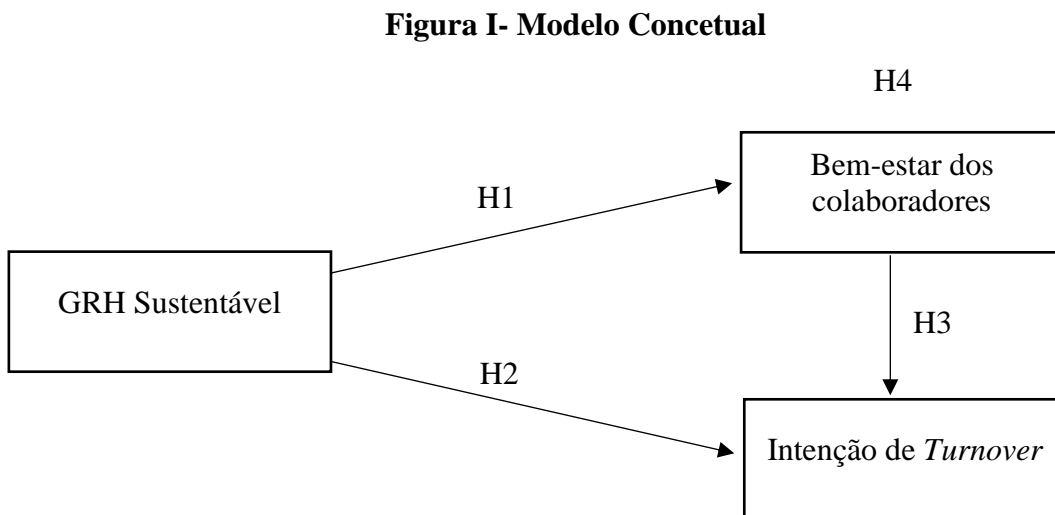 Figura I- Modelo Concetual
H4
Bem-estar dos
colaboradores
H1
GRH Sustentável
H3
H2
Intenção de Turnover